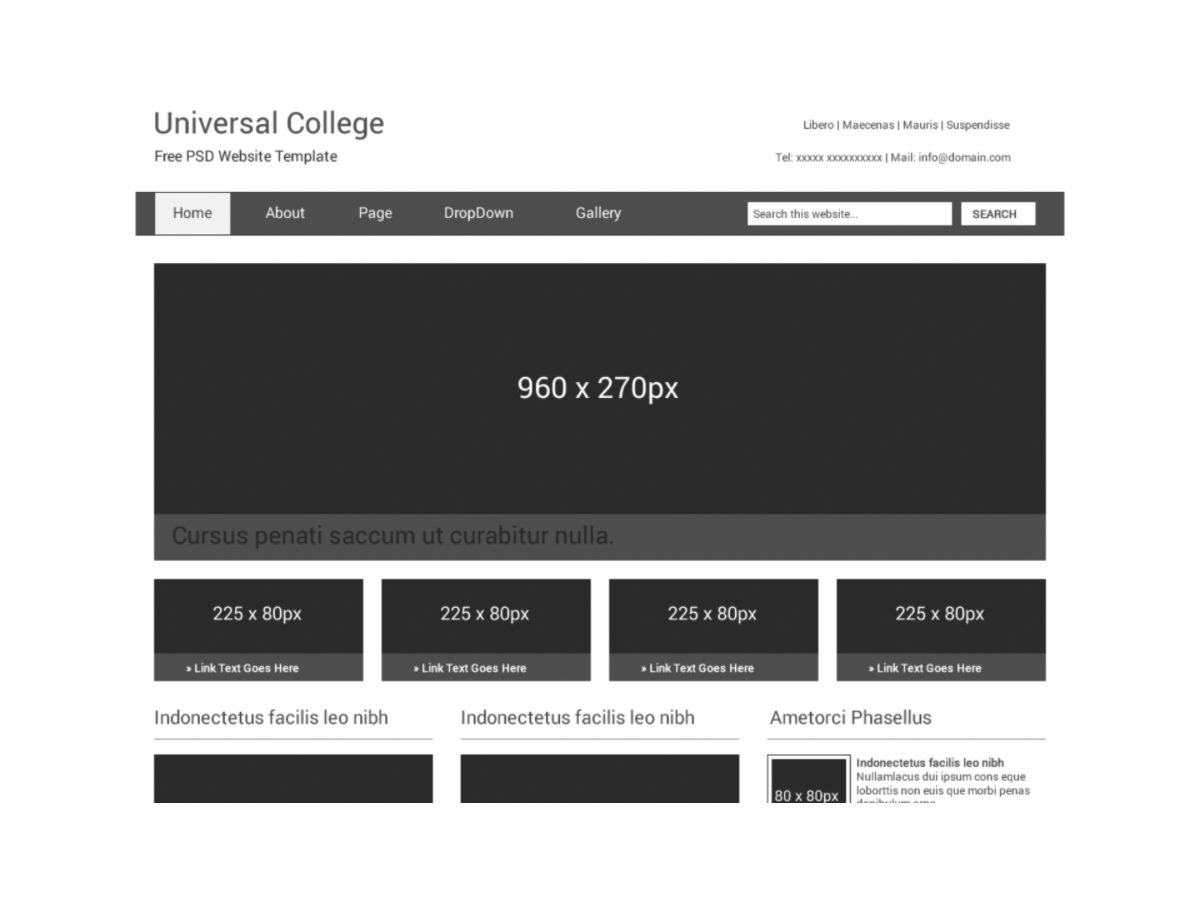 Universal College
Free PSD Website Template
Libero | Maecenas | Mauris | Suspendisse
Tel: xxxxx xxxxxxxxxx | Mail: info@domain.com
Home About Page DropDown Gallery Search this website... SEARCH
960 x 270px
Cursus penati saccum ut curabitur nulla.
225 x 80px 225 x 80px 225 x 80px 225 x 80px
» Link Text Goes Here » Link Text Goes Here » Link Text Goes Here » Link Text Goes Here
Indonectetus facilis leo nibh Indonectetus facilis leo nibh Ametorci Phasellus
80 x 80px
Indonectetus facilis leo nibh
Nullamlacus dui ipsum cons eque
loborttis non euis que morbi penas